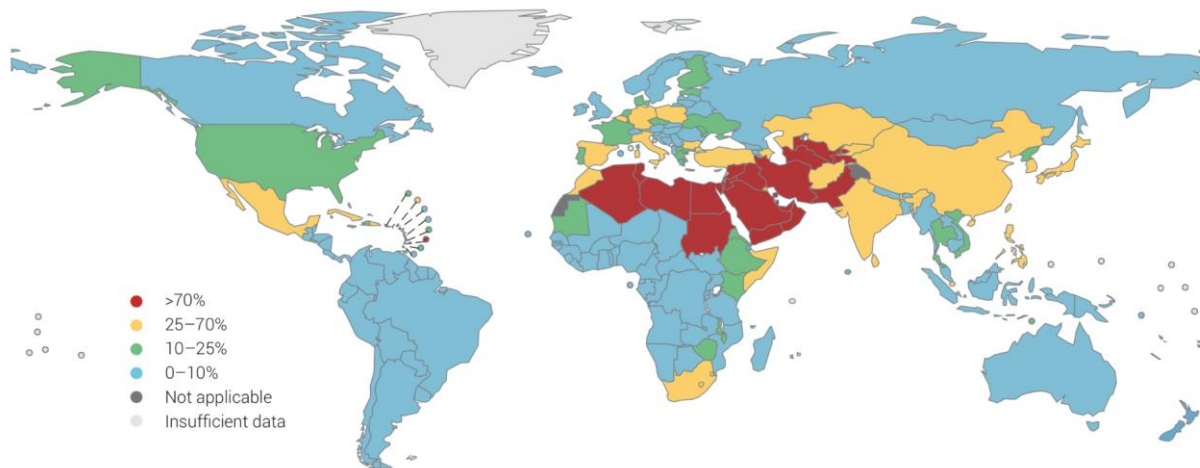 >70%
25–70%
10–25%
0–10%
Not applicable
Insufficient data